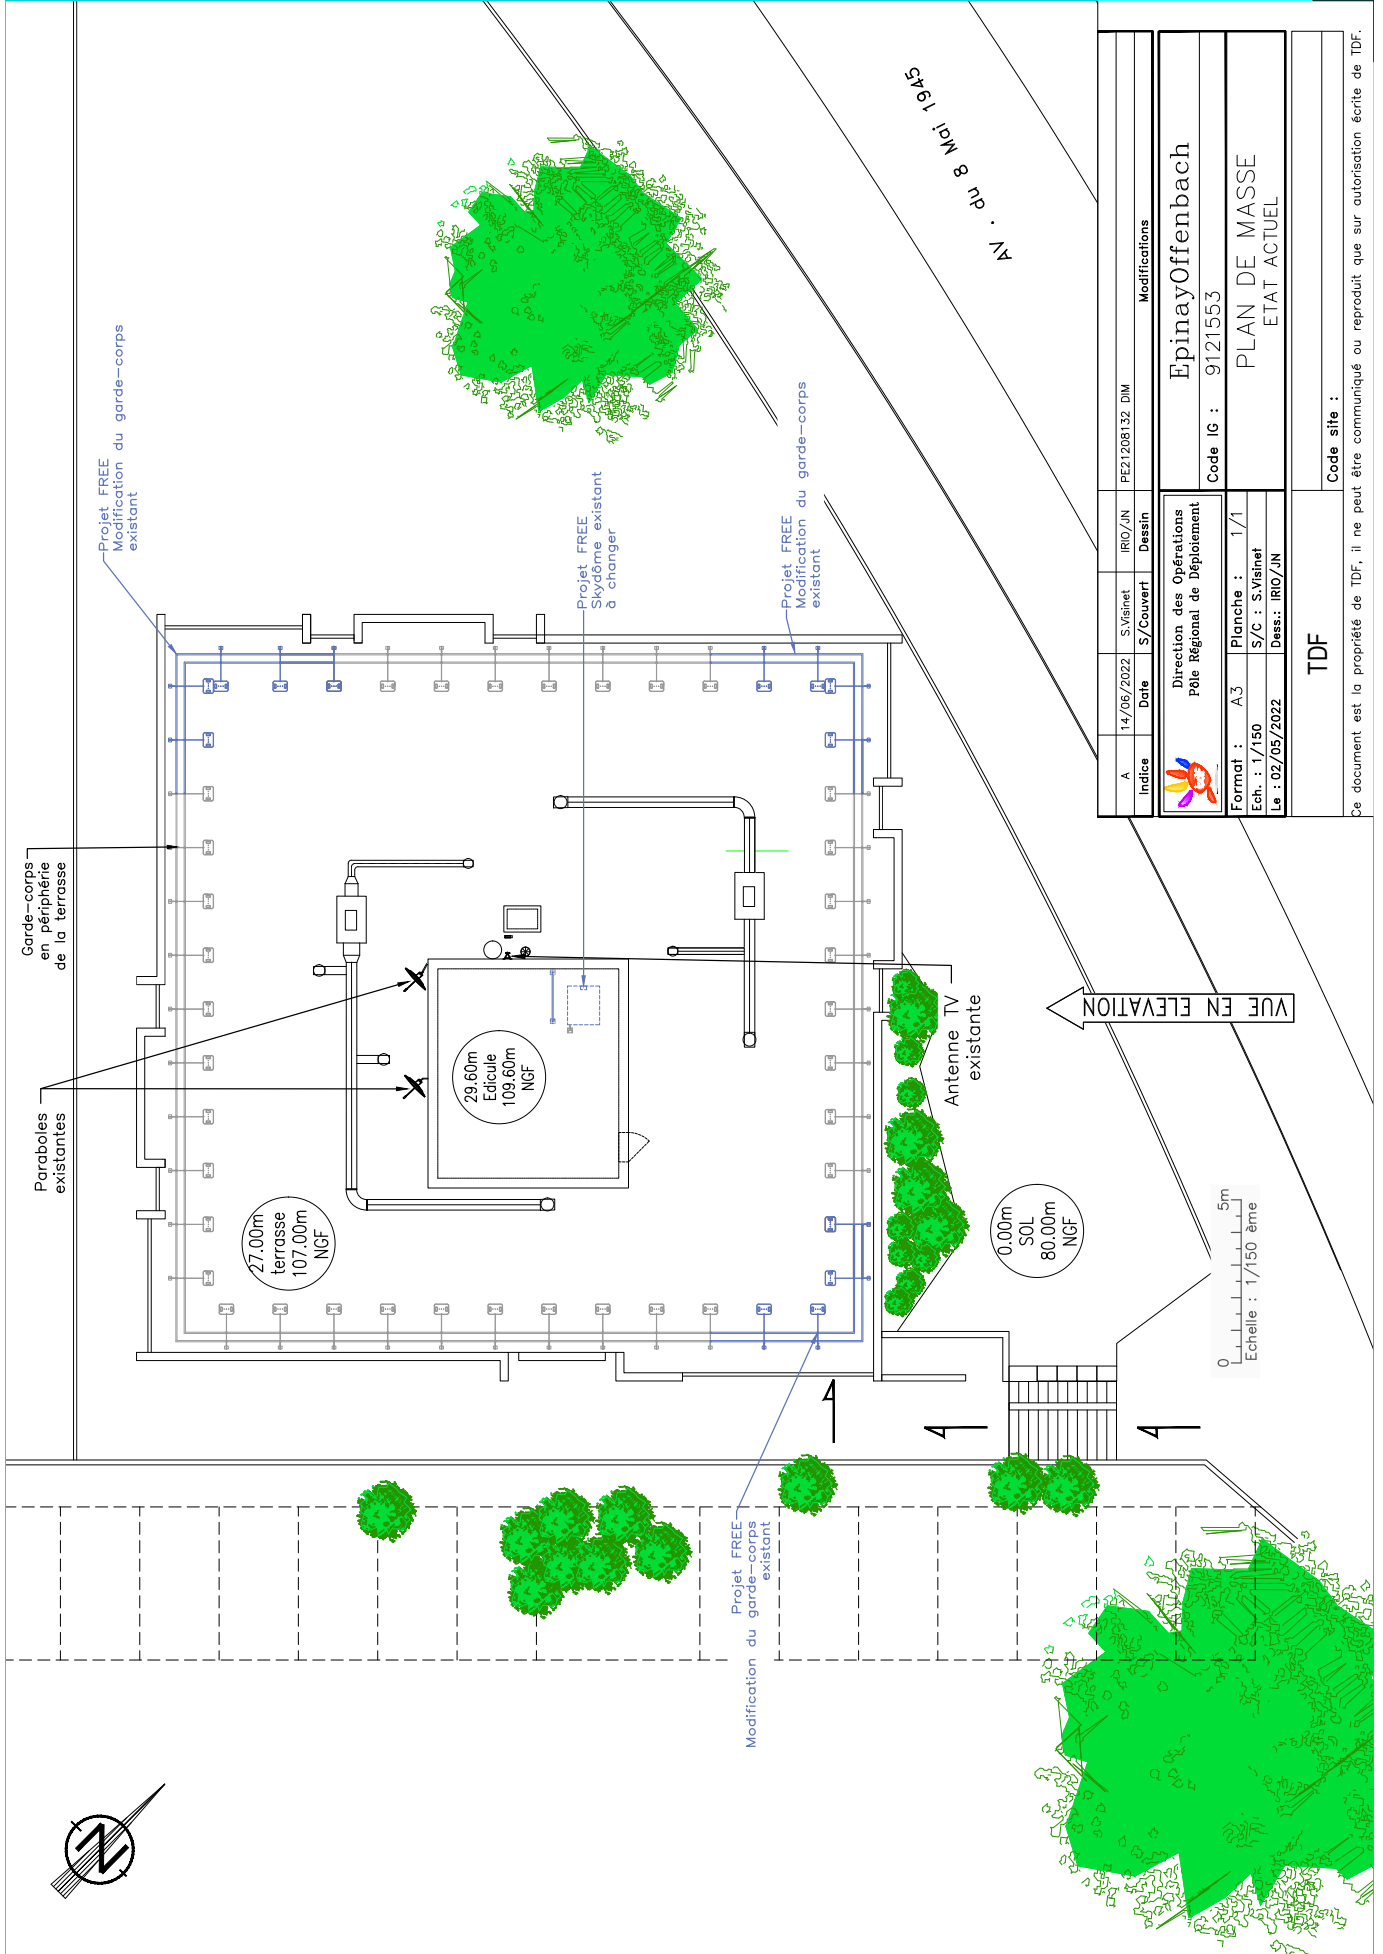 Garde-corps
en périphérie
de la terrasse
Paraboles
existantes
Projet FREE
Modification du garde-corps
existant
Projet FREE
Skydôme existant
à changer
Projet FREE
Modification du garde-corps
existant
Projet FREE
Modification du garde-corps
existant
27.00m
terrasse
107.00m
NGF
29.60m
Edicule
109.60m
NGF
0.00m
SOL
80.00m
NGF
Antenne TV
existante
VUE EN ELEVATION
AV . du 8 Mai 1945
N
0 5m
Echelle : 1/150 ème
A 14/06/2022 S.Visinet IRIO/JN PE21208132 DIM
Indice Date S/Couvert Dessin Modifications
Direction des Opérations
Pôle Régional de Déploiement
EpinayOffenbach
Code IG : 9121553
Format : A3 Planche : 1/1
Ech. : 1/150 S/C : S.Visinet
Le : 02/05/2022 Dess.: IRIO/JN
PLAN DE MASSE
ETAT ACTUEL
TDF
Code site :
Ce document est la propriété de TDF, il ne peut être communiqué ou reproduit que sur autorisation écrite de TDF.